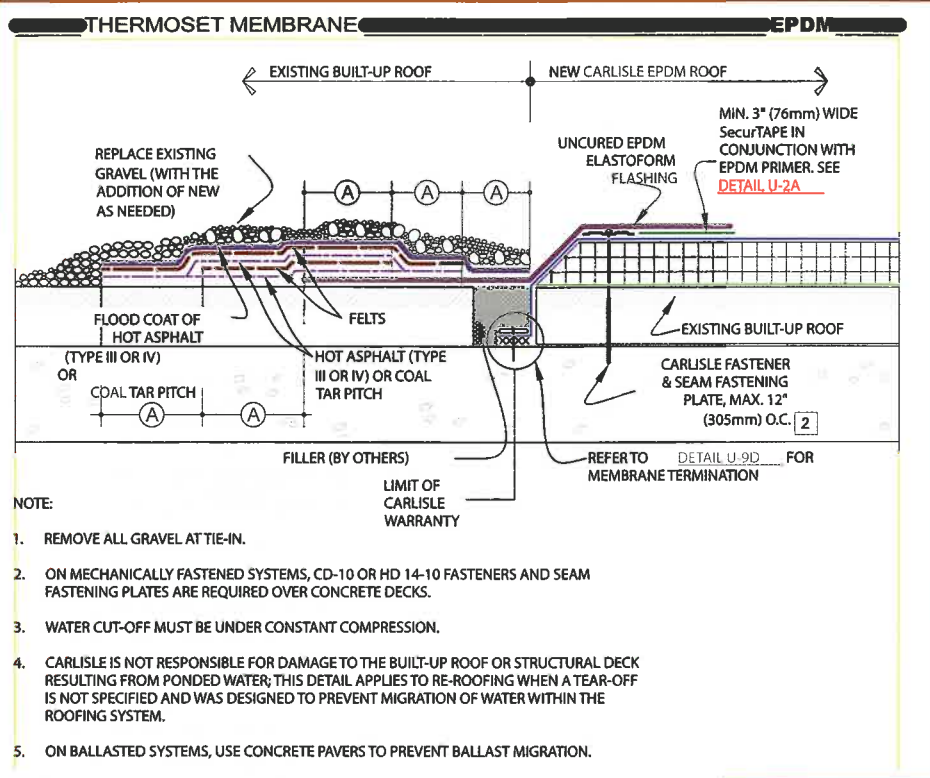 THERMOSET MEMBRANE EPDM
EXISTING BUILT-UP ROOF
NEW CARLISLE EPDM ROOF
REPLACE EXISTING
GRAVEL (WITH THE
ADDITION OF NEW
AS NEEDED)
A A A
UNCURED EPDM
ELASTOFORM
FLASHING
MIN. 3" (76mm) WIDE
SecurTAPE IN
CONJUNCTION WITH
EPDM PRIMER. SEE
DETAIL U-2A
FLOOD COAT OF
HOT ASPHALT
(TYPE III OR IV)
OR
COAL TAR PITCH
A A
FELTS
HOT ASPHALT (TYPE
III OR IV) OR COAL
TAR PITCH
EXISTING BUILT-UP ROOF
CARLISLE FASTENER
& SEAM FASTENING
PLATE, MAX. 12"
(305mm) O.C. 2
FILLER (BY OTHERS)
LIMIT OF
CARLISLE
WARRANTY
REFER TO DETAIL U-9D FOR
MEMBRANE TERMINATION
NOTE:
1. REMOVE ALL GRAVEL AT TIE-IN.
2. ON MECHANICALLY FASTENED SYSTEMS, CD-10 OR HD 14-10 FASTENERS AND SEAM
FASTENING PLATES ARE REQUIRED OVER CONCRETE DECKS.
3. WATER CUT-OFF MUST BE UNDER CONSTANT COMPRESSION.
4. CARLISLE IS NOT RESPONSIBLE FOR DAMAGE TO THE BUILT-UP ROOF OR STRUCTURAL DECK
RESULTING FROM PONDED WATER; THIS DETAIL APPLIES TO RE-ROOFING WHEN A TEAR-OFF
IS NOT SPECIFIED AND WAS DESIGNED TO PREVENT MIGRATION OF WATER WITHIN THE
ROOFING SYSTEM.
5. ON BALLASTED SYSTEMS, USE CONCRETE PAVERS TO PREVENT BALLAST MIGRATION.